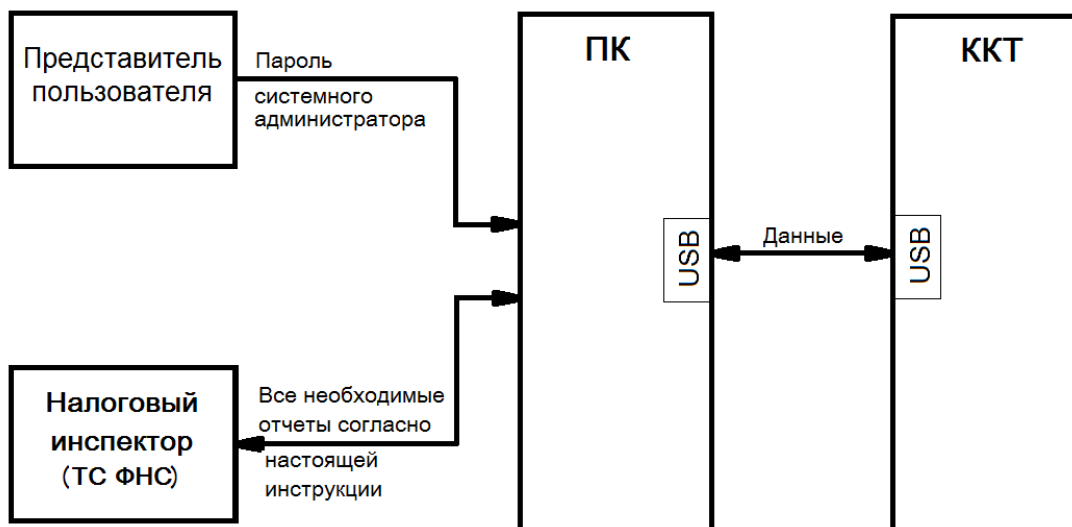 Представитель
пользователя
Пароль
системного
администратора
ПК
ККТ
USB
Данные
USB
Налоговый
инспектор
(ТС ФНС)
Все необходимые
отчеты согласно
настоящей
инструкции